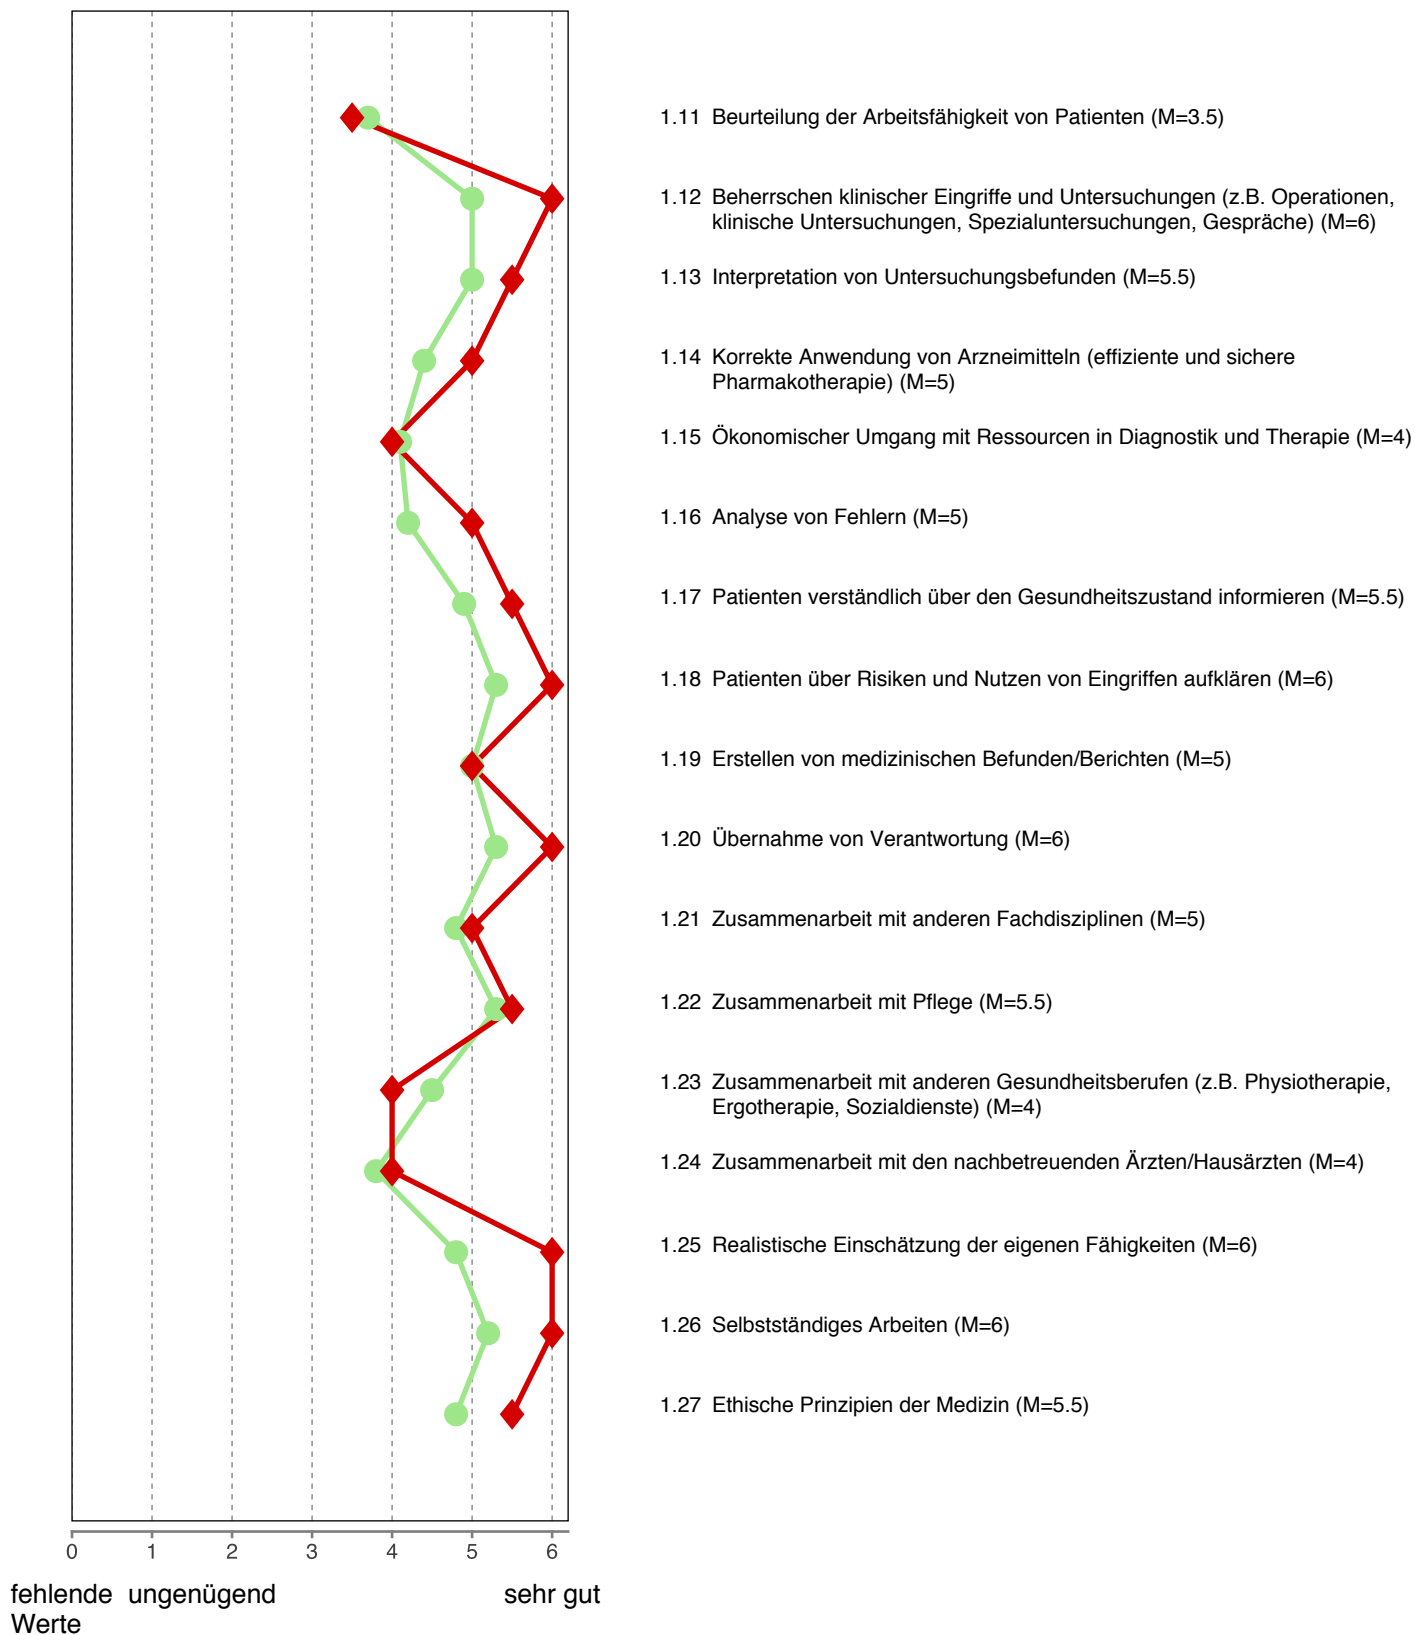 1.11 Beurteilung der Arbeitsfähigkeit von Patienten (M=3.5)
1.12 Beherrschen klinischer Eingriffe und Untersuchungen (z.B. Operationen,
klinische Untersuchungen, Spezialuntersuchungen, Gespräche) (M=6)
1.13 Interpretation von Untersuchungsbefunden (M=5.5)
1.14 Korrekte Anwendung von Arzneimitteln (effiziente und sichere
Pharmakotherapie) (M=5)
1.15 Ökonomischer Umgang mit Ressourcen in Diagnostik und Therapie (M=4)
1.16 Analyse von Fehlern (M=5)
1.17 Patienten verständlich über den Gesundheitszustand informieren (M=5.5)
1.18 Patienten über Risiken und Nutzen von Eingriffen aufklären (M=6)
1.19 Erstellen von medizinischen Befunden/Berichten (M=5)
1.20 Übernahme von Verantwortung (M=6)
1.21 Zusammenarbeit mit anderen Fachdisziplinen (M=5)
1.22 Zusammenarbeit mit Pflege (M=5.5)
1.23 Zusammenarbeit mit anderen Gesundheitsberufen (z.B. Physiotherapie,
Ergotherapie, Sozialdienste) (M=4)
1.24 Zusammenarbeit mit den nachbetreuenden Ärzten/Hausärzten (M=4)
1.25 Realistische Einschätzung der eigenen Fähigkeiten (M=6)
1.26 Selbstständiges Arbeiten (M=6)
1.27 Ethische Prinzipien der Medizin (M=5.5)
0 1 2 3 4 5 6
fehlende ungenügend sehr gut
Werte